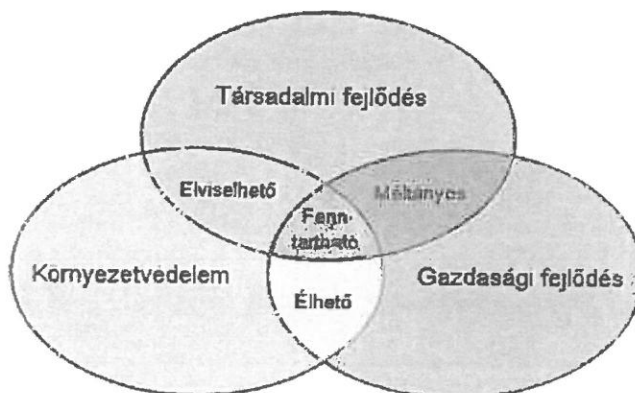 Társadalmi fejlődés
Elviselhető
Méltányos
Fenn-
tartható
Környezetvédelem
Gazdasági fejlődés
Élhető